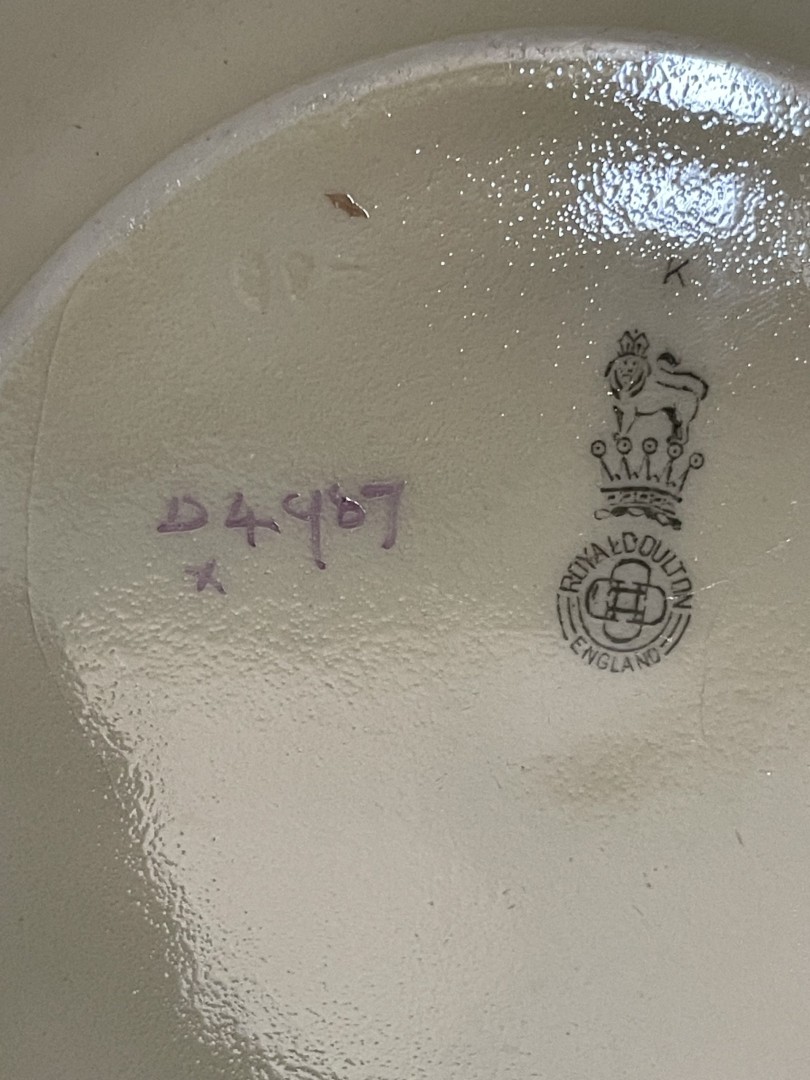 K
D4987
x
ROYAL DOULTON
ENGLAND